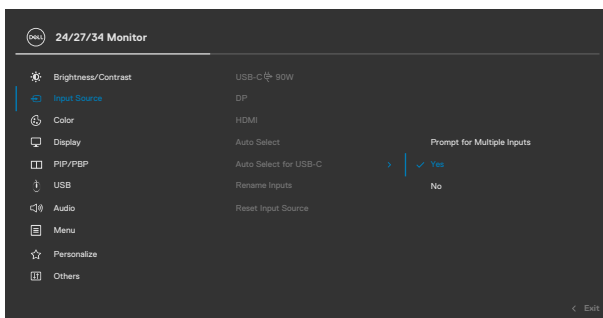 DELL 24/27/34 Monitor
Brightness/Contrast
Input Source
Color
Display
PIP/PBP
USB
Audio
Menu
Personalize
Others
USB-C 90W
DP
HDMI
Auto Select
Auto Select for USB-C
Rename Inputs
Reset Input Source
Prompt for Multiple Inputs
Yes
No
Exit